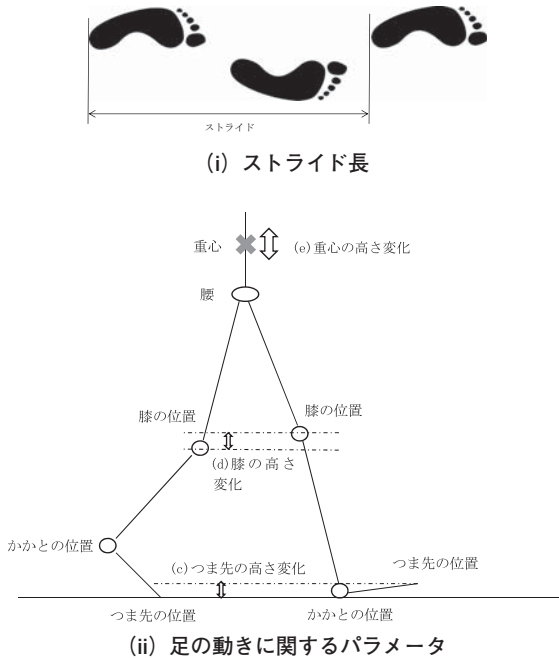 ストライド
(i) ストライド長
重心
(e)重心の高さ変化
腰
膝の位置
膝の位置
(d)膝の高さ
変化
かかとの位置
(c)つま先の高さ変化
つま先の位置
つま先の位置
かかとの位置
(ii) 足の動きに関するパラメータ